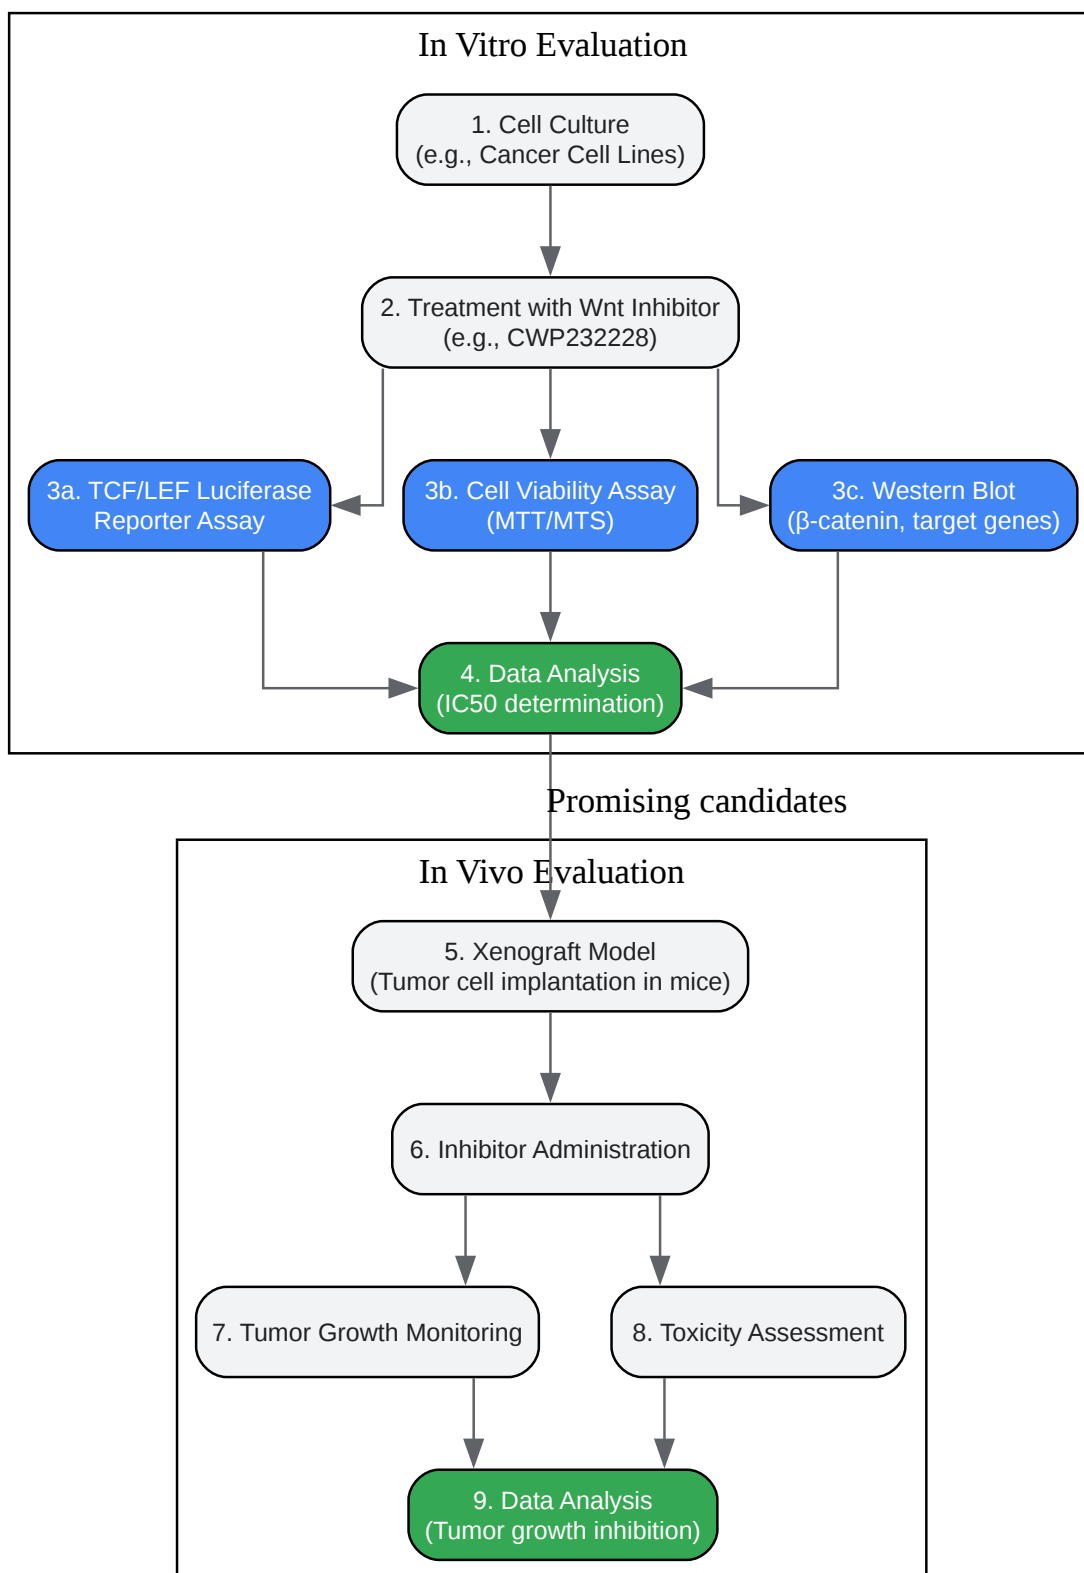 In Vitro Evaluation
1. Cell Culture
(e.g., Cancer Cell Lines)
2. Treatment with Wnt Inhibitor
(e.g., CWP232228)
3a. TCF/LEF Luciferase
Reporter Assay
3b. Cell Viability Assay
(MTT/MTS)
3c. Western Blot
(β-catenin, target genes)
4. Data Analysis
(IC50 determination)
Promising candidates
In Vivo Evaluation
5. Xenograft Model
(Tumor cell implantation in mice)
6. Inhibitor Administration
7. Tumor Growth Monitoring
8. Toxicity Assessment
9. Data Analysis
(Tumor growth inhibition)